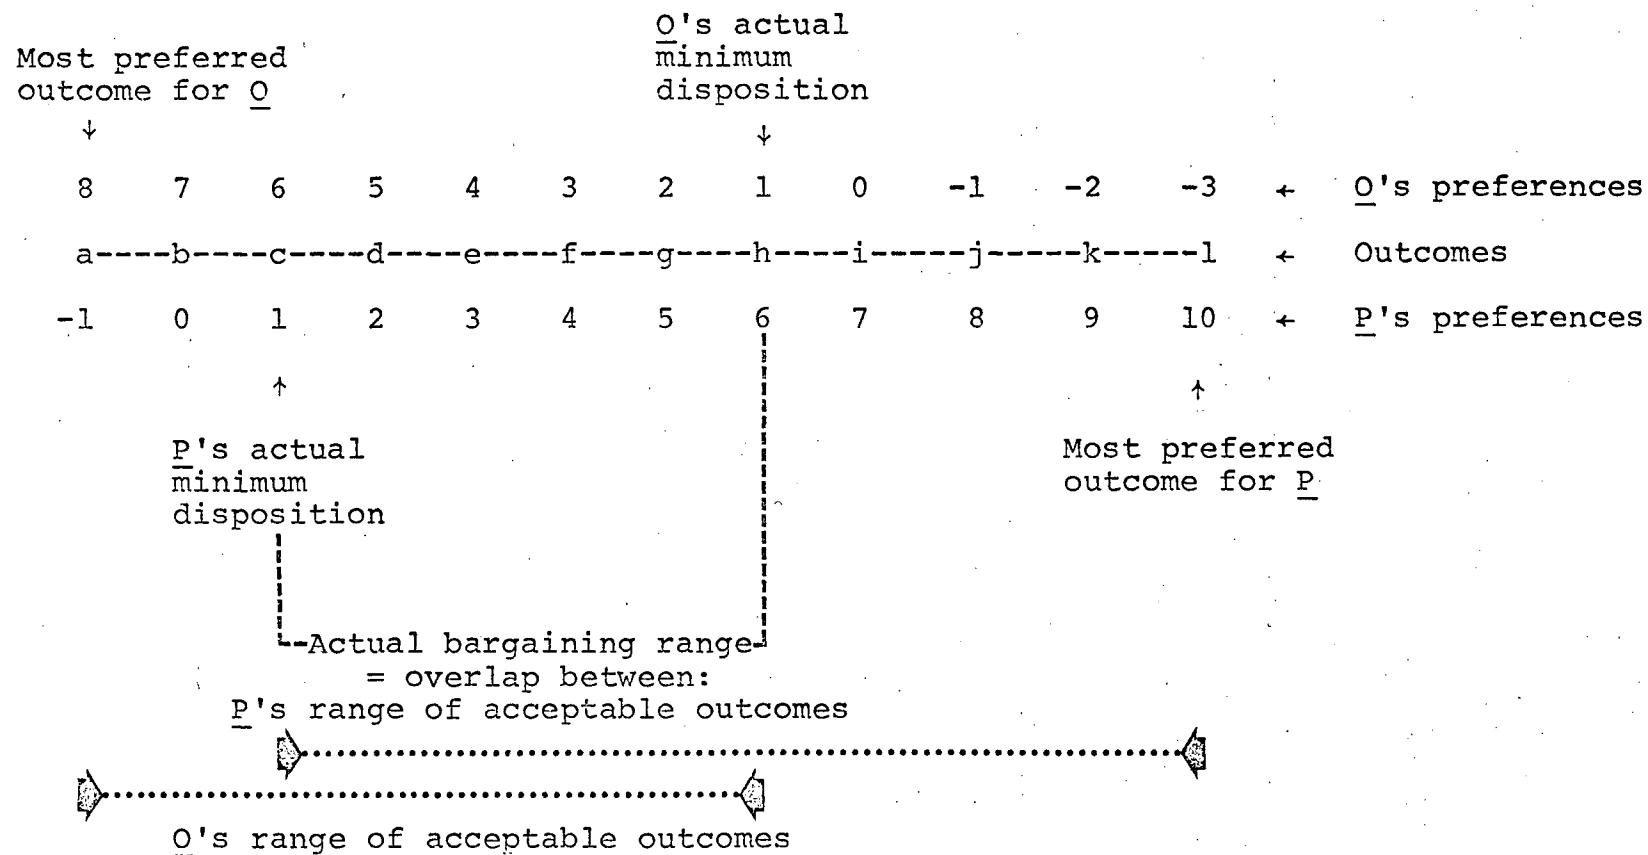 O's actual
Most preferred minimum
outcome for O disposition
↓ ↓
8 7 6 5 4 3 2 1 0 -1 -2 -3 ← O's preferences
a----b----c----d----e----f----g----h----i-----j-----k-----l ← Outcomes
-1 0 1 2 3 4 5 6 7 8 9 10 ← P's preferences
↑ ↑
P's actual Most preferred
minimum outcome for P
disposition
Actual bargaining range
= overlap between:
P's range of acceptable outcomes
O's range of acceptable outcomes